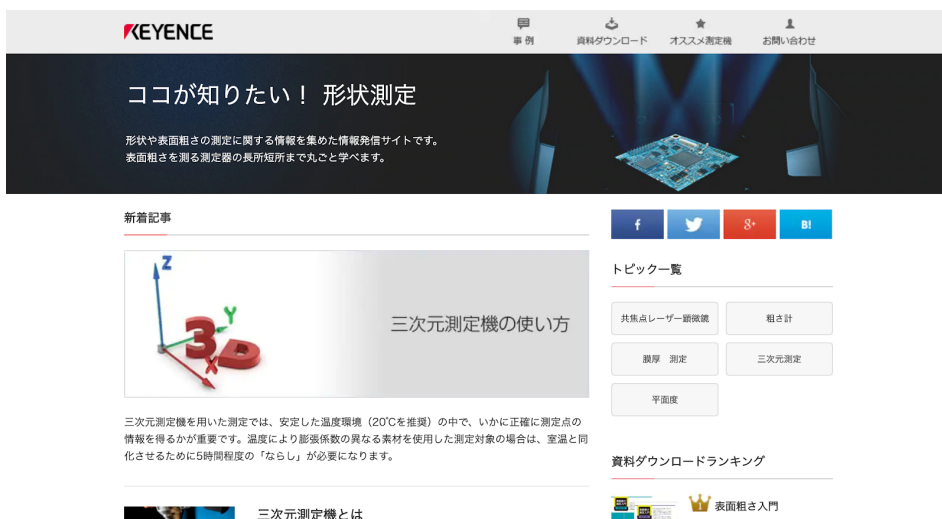 KEYENCE
事例
資料ダウンロード
オススメ測定機
お問い合わせ
ココが知りたい！ 形状測定
形状や表面粗さの測定に関する情報を集めた情報発信サイトです。
表面粗さを測る測定器の長所短所まで丸ごと学べます。
新着記事
Z
Y
3D
X
三次元測定機の使い方
三次元測定機を用いた測定では、安定した温度環境（20℃を推奨）の中で、いかに正確に測定点の
情報を得るかが重要です。温度により膨張係数の異なる素材を使用した測定対象の場合は、室温と同
化させるために5時間程度の「ならし」が必要になります。
三次元測定機とは
f
8+
B!
トピック一覧
共焦点レーザー顕微鏡
粗さ計
膜厚 測定
三次元測定
平面度
資料ダウンロードランキング
1
表面粗さ入門